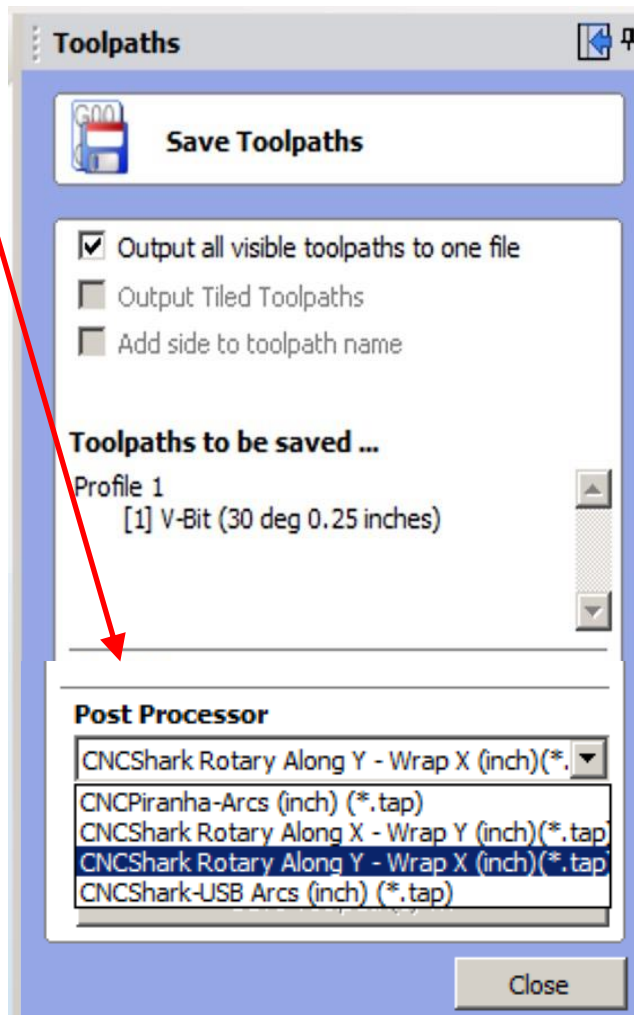 Toolpaths
Save Toolpaths
Output all visible toolpaths to one file
Output Tiled Toolpaths
Add side to toolpath name
Toolpaths to be saved ...
Profile 1
[1] V-Bit (30 deg 0.25 inches)
Post Processor
CNCShark Rotary Along Y - Wrap X (inch)(*.
CNCPiranha-Arcs (inch) (*.tap)
CNCShark Rotary Along X - Wrap Y (inch)(*.tap
CNCShark Rotary Along Y - Wrap X (inch)(*.tap
CNCShark-USB Arcs (inch) (*.tap)
Close